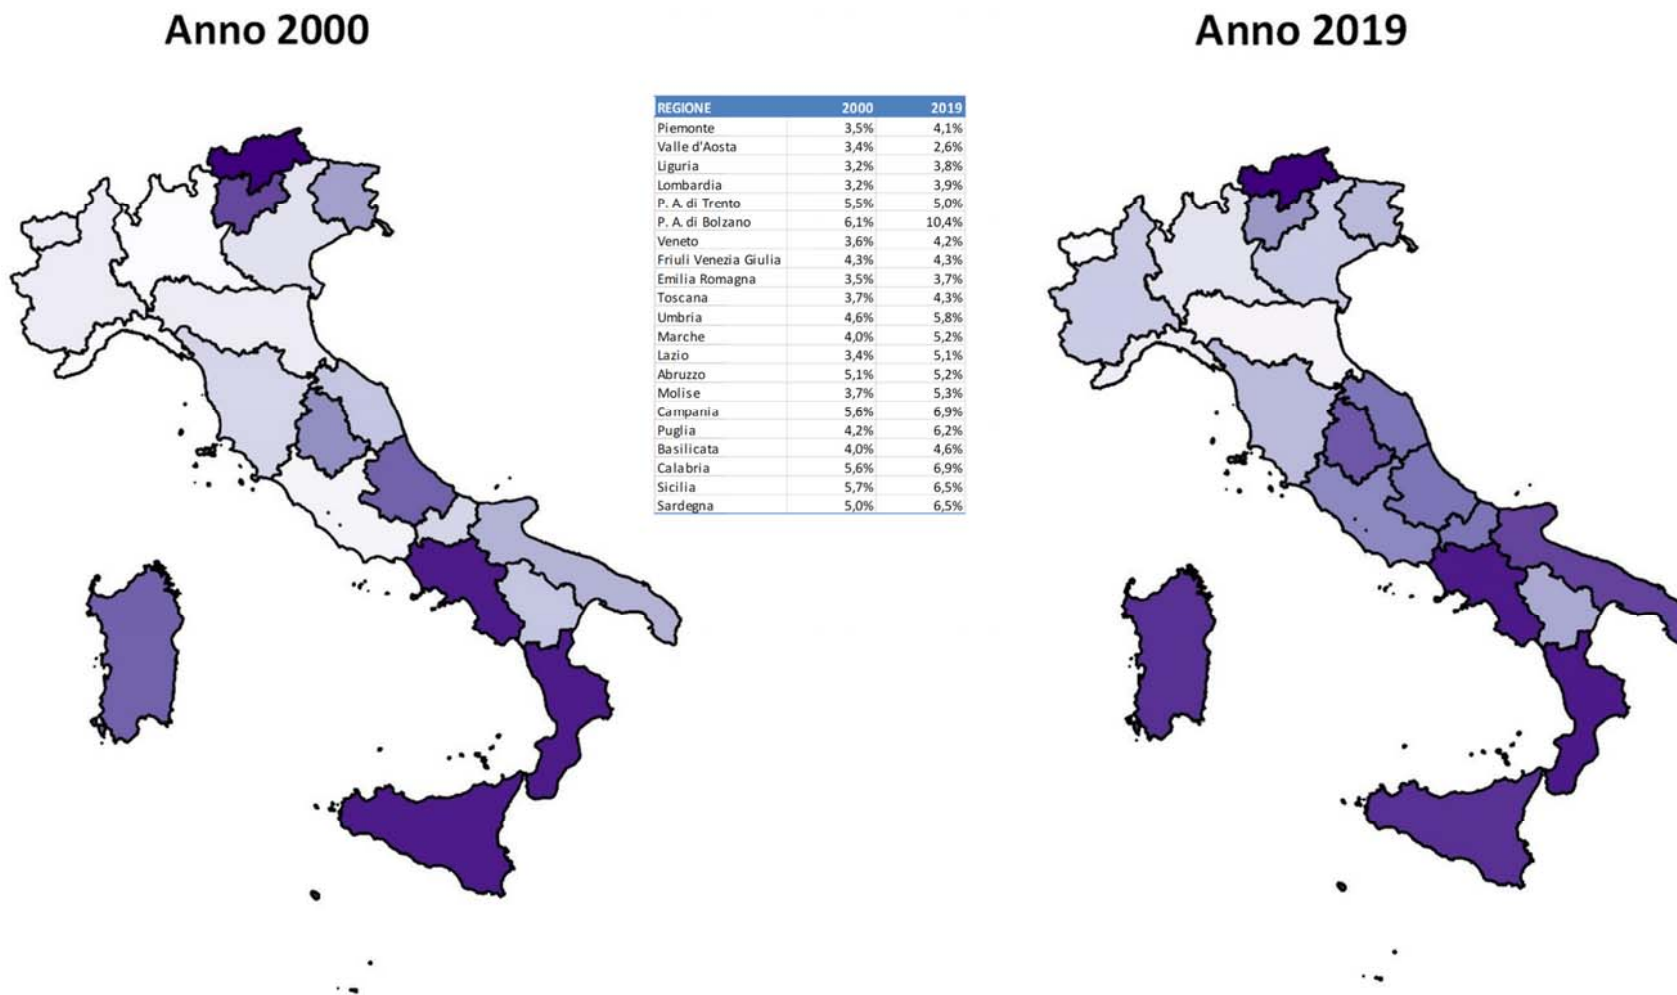 Anno 2000
Anno 2019
REGIONE 2000 2019
Piemonte 3,5% 4,1%
Valle d'Aosta 3,4% 2,6%
Liguria 3,2% 3,8%
Lombardia 3,2% 3,9%
P. A. di Trento 5,5% 5,0%
P. A. di Bolzano 6,1% 10,4%
Veneto 3,6% 4,2%
Friuli Venezia Giulia 4,3% 4,3%
Emilia Romagna 3,5% 3,7%
Toscana 3,7% 4,3%
Umbria 4,6% 5,8%
Marche 4,0% 5,2%
Lazio 3,4% 5,1%
Abruzzo 5,1% 5,2%
Molise 3,7% 5,3%
Campania 5,6% 6,9%
Puglia 4,2% 6,2%
Basilicata 4,0% 4,6%
Calabria 5,6% 6,9%
Sicilia 5,7% 6,5%
Sardegna 5,0% 6,5%